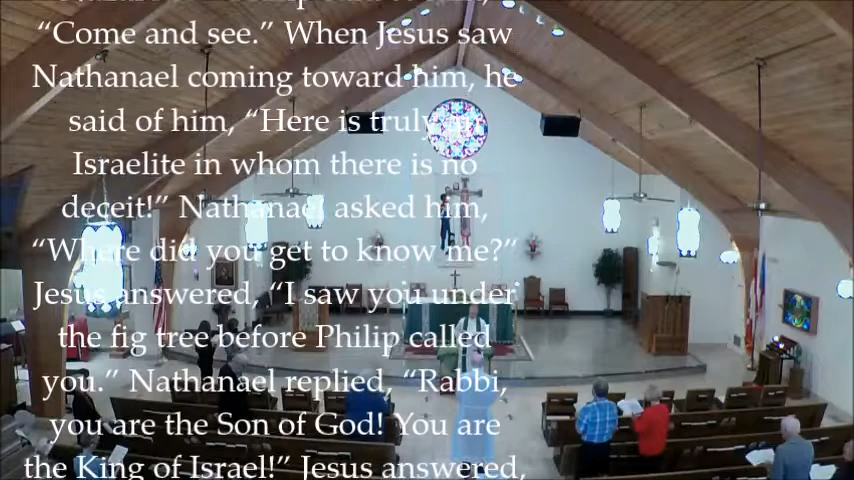 “Come and see.” When Jesus saw
Nathanael coming toward him, he
said of him, “Here is truly an
Israelite in whom there is no
deceit!” Nathanael asked him,
“Where did you get to know me?”
Jesus answered, “I saw you under
the fig tree before Philip called
you.” Nathanael replied, “Rabbi,
you are the Son of God! You are
the King of Israel!” Jesus answered,